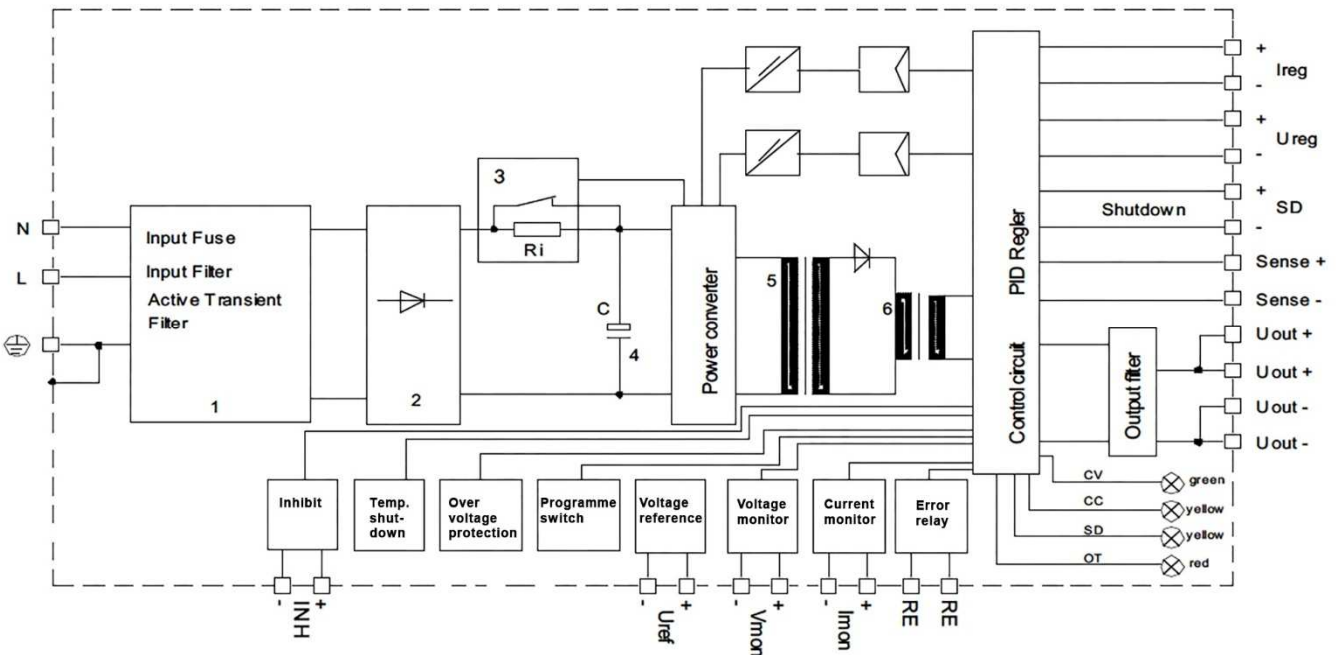 +
Ireg
-
+
Ureg
-
+
Shutdown
SD
-
Sense +
Sense -
Uout +
Uout +
Uout -
Uout -
N
L
Input Fuse
Input Filter
Active Transient
Filter
1
2
3
Ri
C
4
Power converter
5
6
PID Regler
Control circuit
Output filter
CV
green
CC
yellow
SD
yellow
OT
red
Inhibit
Temp.
shut-
down
Over
voltage
protection
Programme
switch
Voltage
reference
Voltage
monitor
Current
monitor
Error
relay
- +
INH
- +
Uref
- +
Vmon
- +
Imon
RE
RE